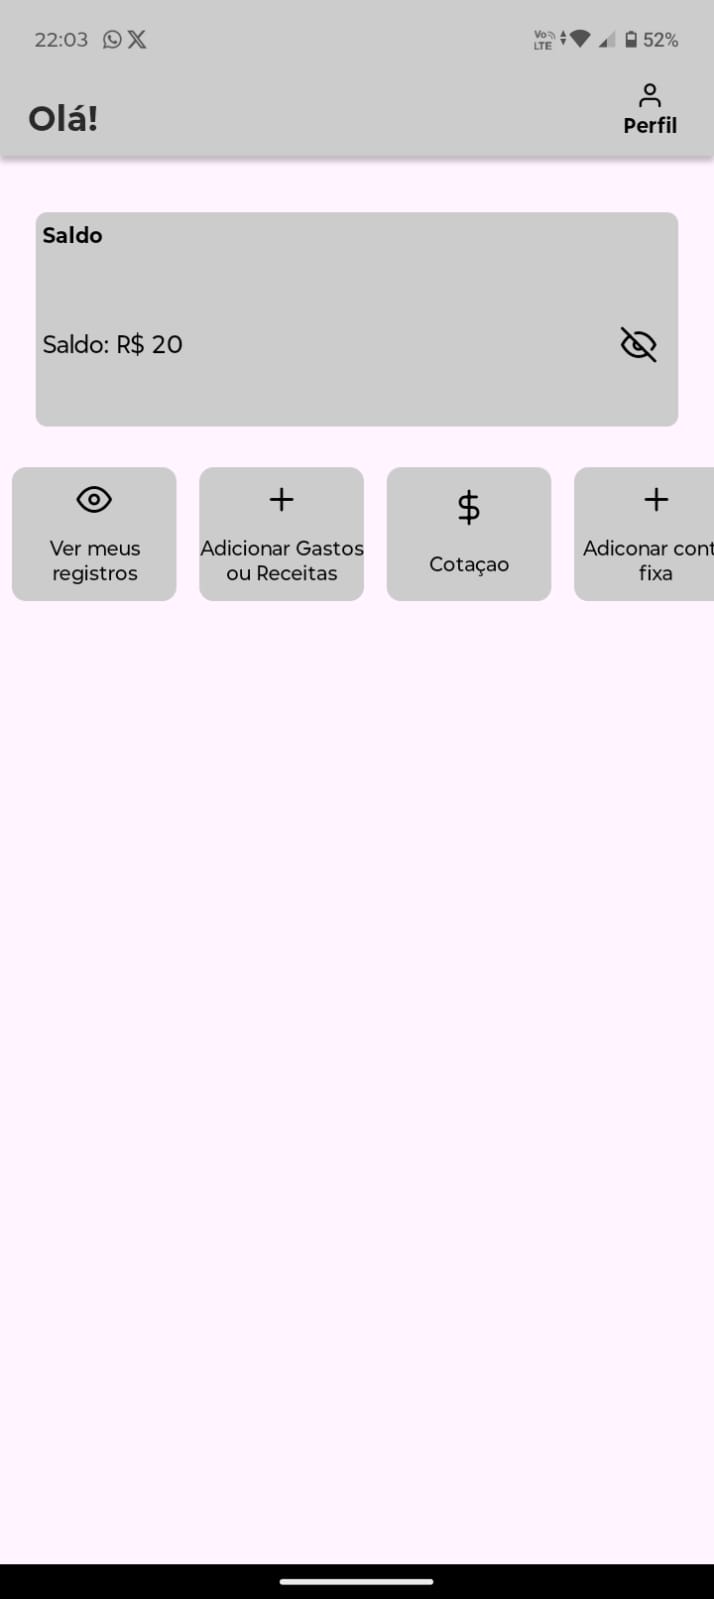 22:03
Vo LTE 52%
Olá!
Perfil
Saldo
Saldo: R$ 20
Ver meus
registros
Adicionar Gastos
ou Receitas
Cotaçao
Adiconar cont
fixa